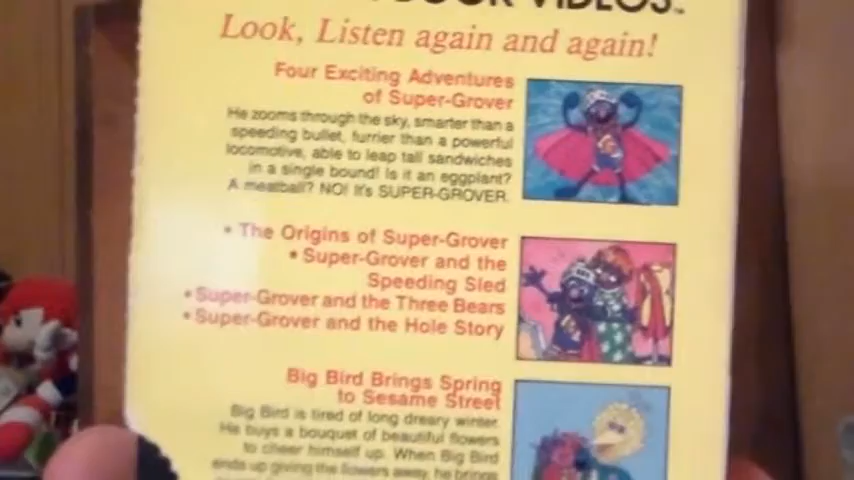 VIDEOS
Look, Listen again and again!
Four Exciting Adventures
of Super-Grover
He zooms through the sky, smarter than a
speeding bullet, furrier than a powerful
locomotive, able to leap tall sandwiches
in a single bound! Is it an eggplant?
A meatball? NO! It's SUPER-GROVER.
• The Origins of Super-Grover
• Super-Grover and the
Speeding Sled
• Super-Grover and the Three Bears
• Super-Grover and the Hole Story
Big Bird Brings Spring
to Sesame Street
Big Bird is tired of long dreary winter.
He buys a bouquet of beautiful flowers
to cheer himself up. When Big Bird
ends up giving the flowers away, he brings